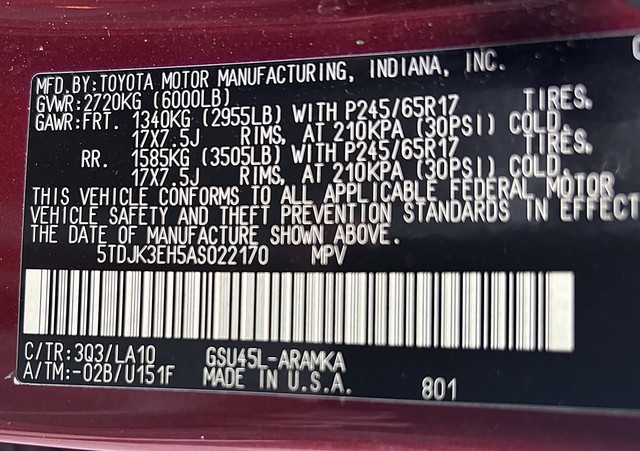 MFD.BY:TOYOTA MOTOR MANUFACTURING, INDIANA, INC.
GVWR:2720KG (6000LB)
GAWR:FRT. 1340KG (2955LB) WITH P245/65R17 TIRES,
17X7.5J RIMS, AT 210KPA (30PSI) COLD.
RR. 1585KG (3505LB) WITH P245/65R17 TIRES,
17X7.5J RIMS, AT 210KPA (30PSI) COLD.
THIS VEHICLE CONFORMS TO ALL APPLICABLE FEDERAL MOTOR
VEHICLE SAFETY AND THEFT PREVENTION STANDARDS IN EFFECT
THE DATE OF MANUFACTURE SHOWN ABOVE.
5TDJK3EH5AS022170 MPV
C/TR:3Q3/LA10 GSU45L-ARAMKA
A/TM:-02B/U151F MADE IN U.S.A. 801